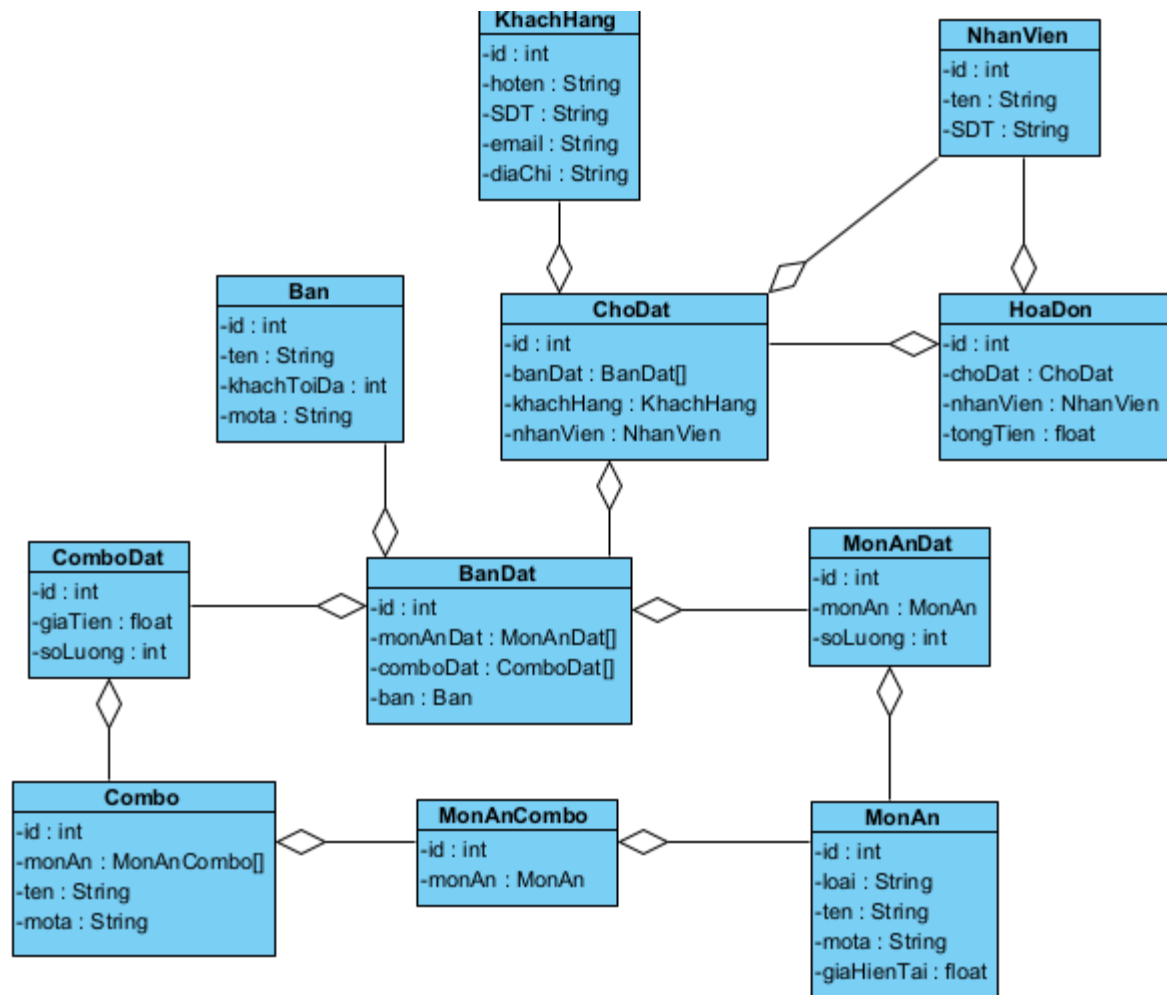 KhachHang
-id : int
-hoten : String
-SDT : String
-email : String
-diaChi : String
NhanVien
-id : int
-ten : String
-SDT : String
Ban
-id : int
-ten : String
-khachToiDa : int
-mota : String
ChoDat
-id : int
-banDat : BanDat[]
-khachHang : KhachHang
-nhanVien : NhanVien
HoaDon
-id : int
-choDat : ChoDat
-nhanVien : NhanVien
-tongTien : float
ComboDat
-id : int
-giaTien : float
-soLuong : int
BanDat
-id : int
-monAnDat : MonAnDat[]
-comboDat : ComboDat[]
-ban : Ban
MonAnDat
-id : int
-monAn : MonAn
-soLuong : int
Combo
-id : int
-monAn : MonAnCombo[]
-ten : String
-mota : String
MonAnCombo
-id : int
-monAn : MonAn
MonAn
-id : int
-loai : String
-ten : String
-mota : String
-giaHienTai : float